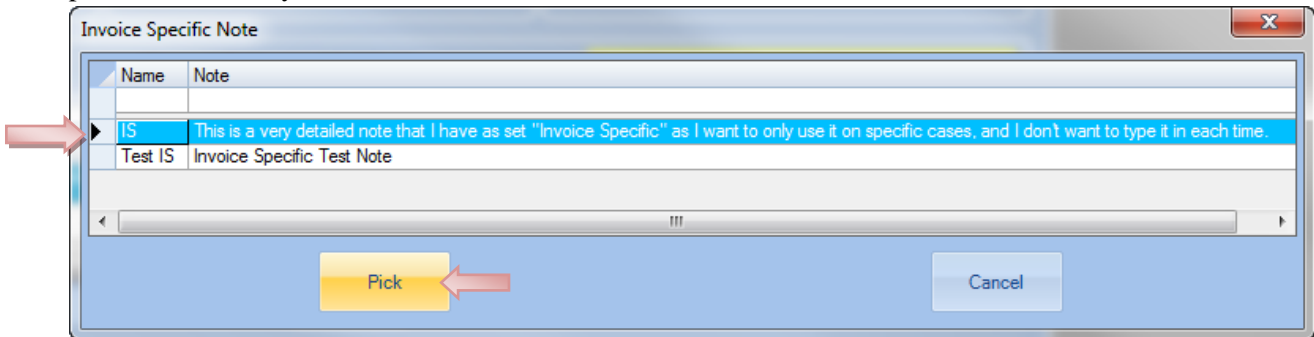 Invoice Specific Note
Name Note
IS This is a very detailed note that I have as set "Invoice Specific" as I want to only use it on specific cases, and I don't want to type it in each time.
Test IS Invoice Specific Test Note
Pick Cancel